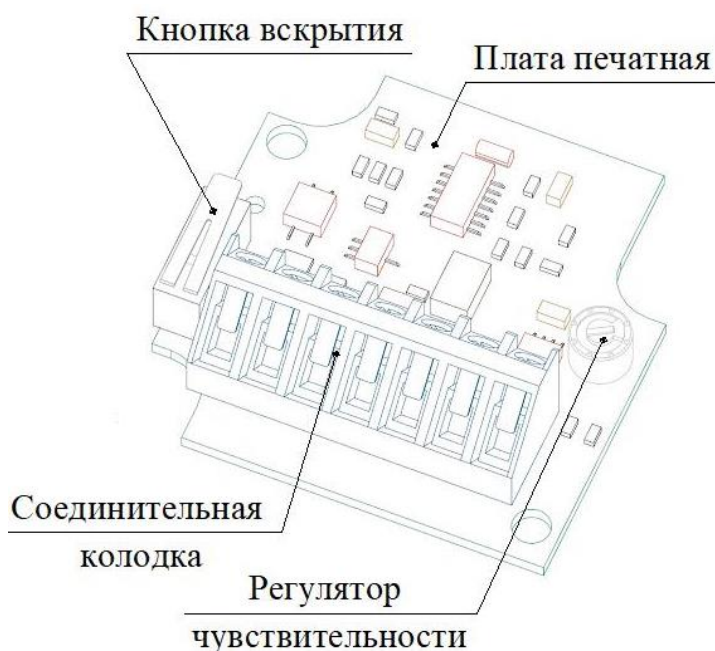 Кнопка вскрытия
Плата печатная
Соединительная
колодка
Регулятор
чувствительности